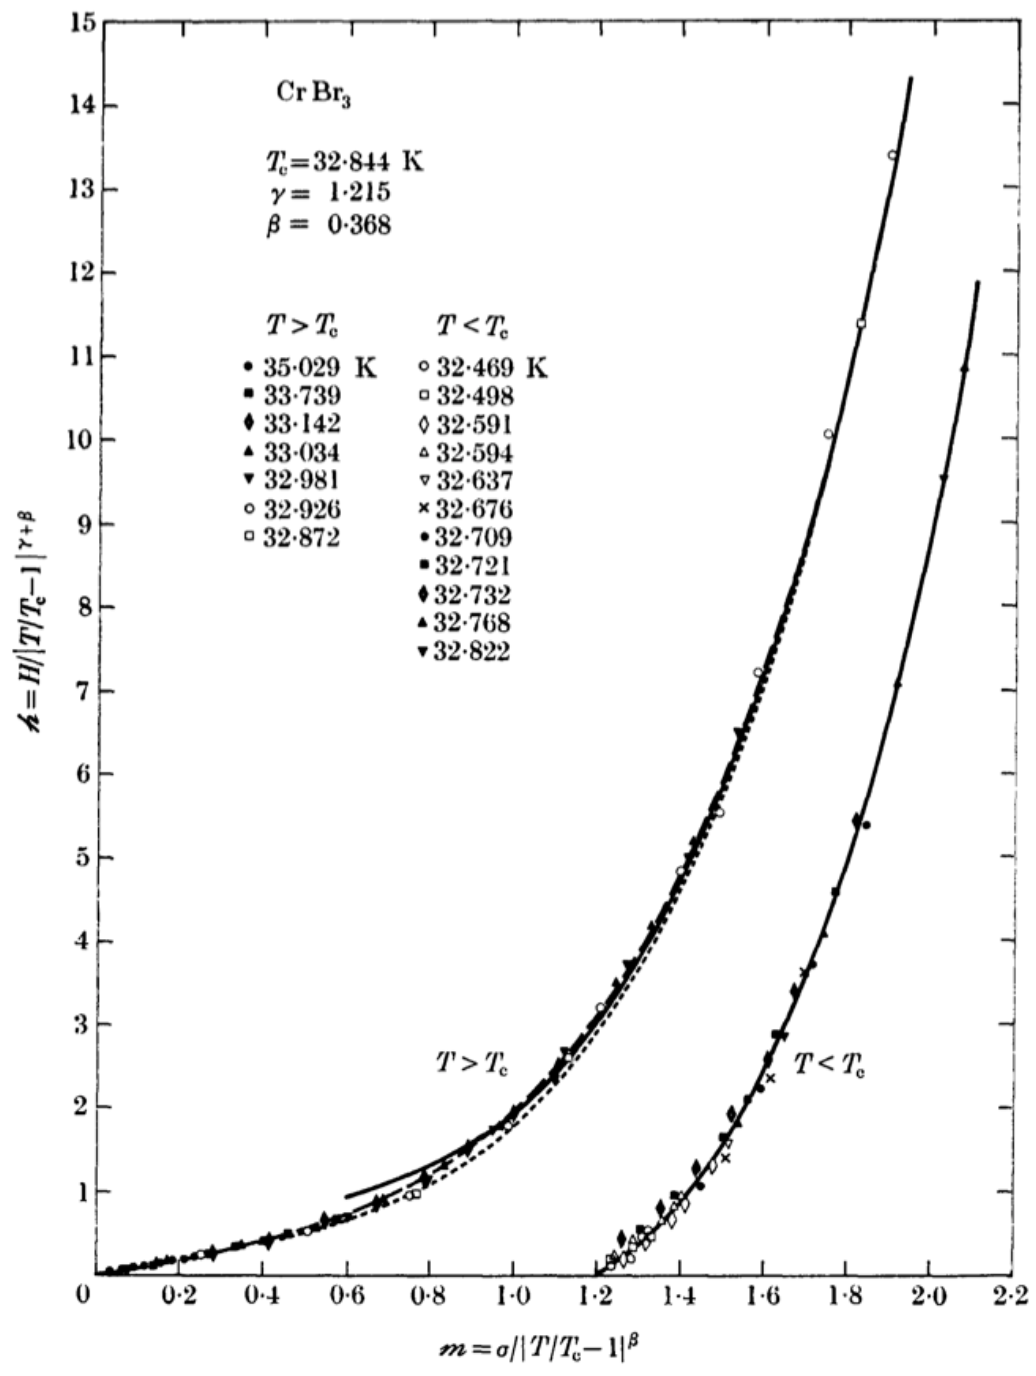 15
14
13
12
11
10
9
8
7
6
5
4
3
2
1
𝒽 = H/|T/Tc−1|^γ+β
Cr Br₃
Tc = 32·844 K
γ = 1·215
β = 0·368
T > Tc
● 35·029 K
■ 33·739
♦ 33·142
▲ 33·034
▼ 32·981
○ 32·926
□ 32·872
T < Tc
○ 32·469 K
□ 32·498
◊ 32·591
△ 32·594
▽ 32·637
× 32·676
● 32·709
■ 32·721
♦ 32·732
▲ 32·768
▼ 32·822
T > Tc
T < Tc
0 0·2 0·4 0·6 0·8 1·0 1·2 1·4 1·6 1·8 2·0 2·2
𝓂 = σ/|T/Tc−1|^β